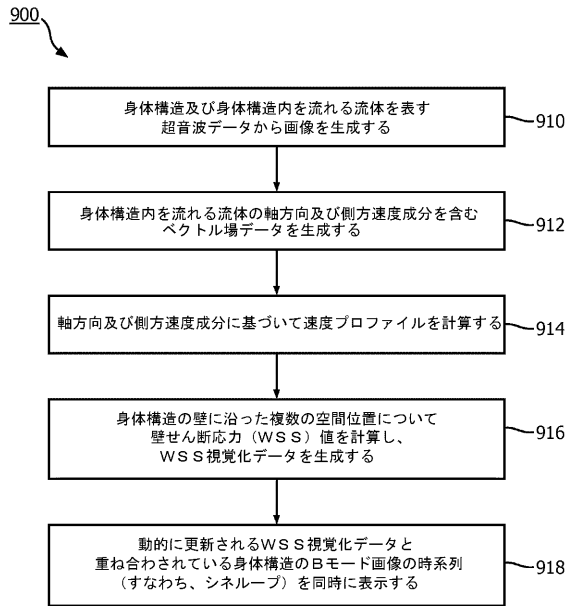 900
身体構造及び身体構造内を流れる流体を表す
超音波データから画像を生成する
910
身体構造内を流れる流体の軸方向及び側方速度成分を含む
ベクトル場データを生成する
912
軸方向及び側方速度成分に基づいて速度プロファイルを計算する
914
身体構造の壁に沿った複数の空間位置について
壁せん断応力（WSS）値を計算し、
WSS視覚化データを生成する
916
動的に更新されるWSS視覚化データと
重ね合わされている身体構造のBモード画像の時系列
（すなわち、シネループ）を同時に表示する
918